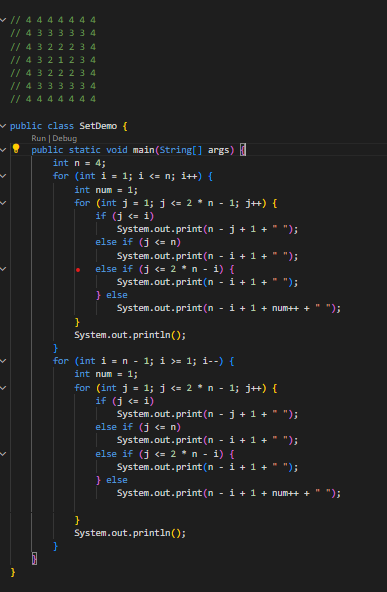 // 4 4 4 4 4 4 4
// 4 3 3 3 3 3 4
// 4 3 2 2 2 3 4
// 4 3 2 1 2 3 4
// 4 3 2 2 2 3 4
// 4 3 3 3 3 3 4
// 4 4 4 4 4 4 4
public class SetDemo {
Run | Debug
public static void main(String[] args) {
int n = 4;
for (int i = 1; i <= n; i++) {
int num = 1;
for (int j = 1; j <= 2 * n - 1; j++) {
if (j <= i)
System.out.print(n - j + 1 + " ");
else if (j <= n)
System.out.print(n - i + 1 + " ");
else if (j <= 2 * n - i) {
System.out.print(n - i + 1 + " ");
} else
System.out.print(n - i + 1 + num++ + " ");
}
System.out.println();
}
for (int i = n - 1; i >= 1; i--) {
int num = 1;
for (int j = 1; j <= 2 * n - 1; j++) {
if (j <= i)
System.out.print(n - j + 1 + " ");
else if (j <= n)
System.out.print(n - i + 1 + " ");
else if (j <= 2 * n - i) {
System.out.print(n - i + 1 + " ");
} else
System.out.print(n - i + 1 + num++ + " ");
}
System.out.println();
}
}
}